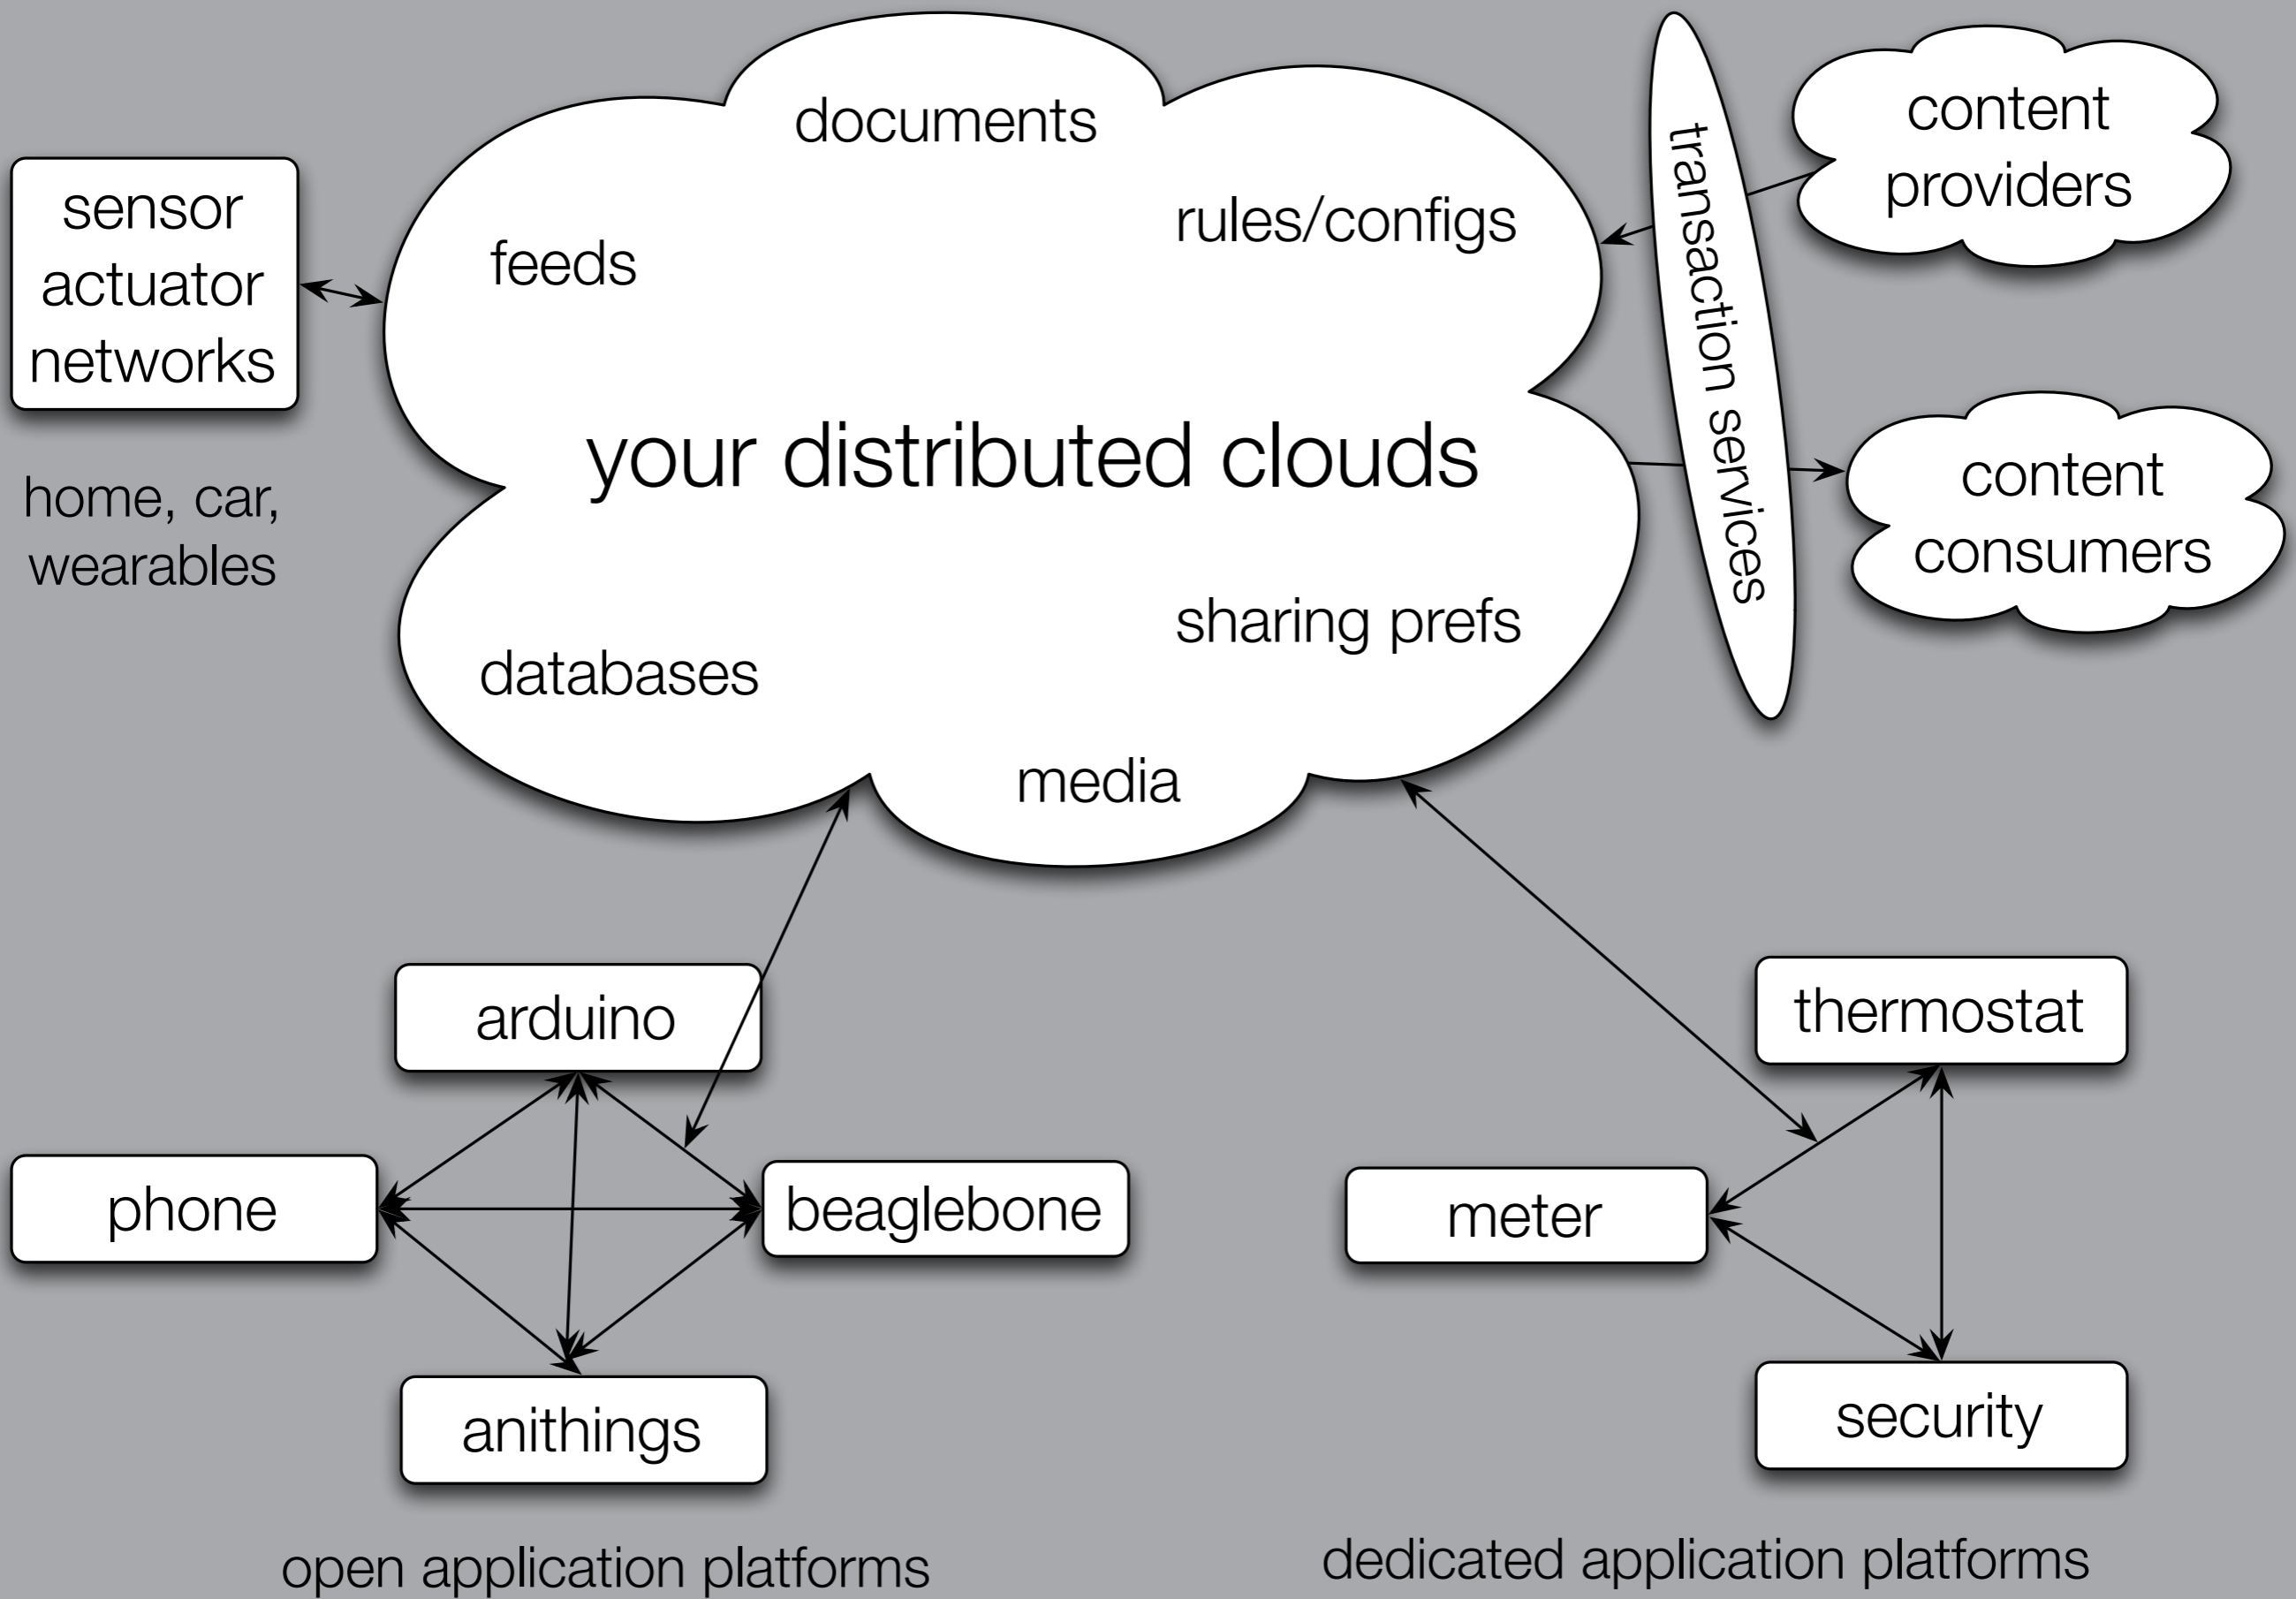 documents
content
providers
sensor
actuator
networks
rules/configs
feeds
transaction services
your distributed clouds
content
consumers
home, car,
wearables
sharing prefs
databases
media
arduino
thermostat
phone
beaglebone
meter
anithings
security
open application platforms
dedicated application platforms